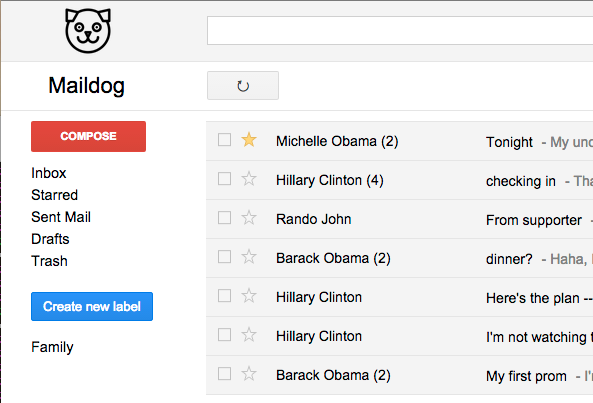 Maildog
COMPOSE
Inbox
Starred
Sent Mail
Drafts
Trash
Create new label
Family
Michelle Obama (2) Tonight - My
Hillary Clinton (4) checking in -
Rando John From supporter -
Barack Obama (2) dinner? - Haha,
Hillary Clinton Here's the plan --
Hillary Clinton I'm not watching
Barack Obama (2) My first prom -